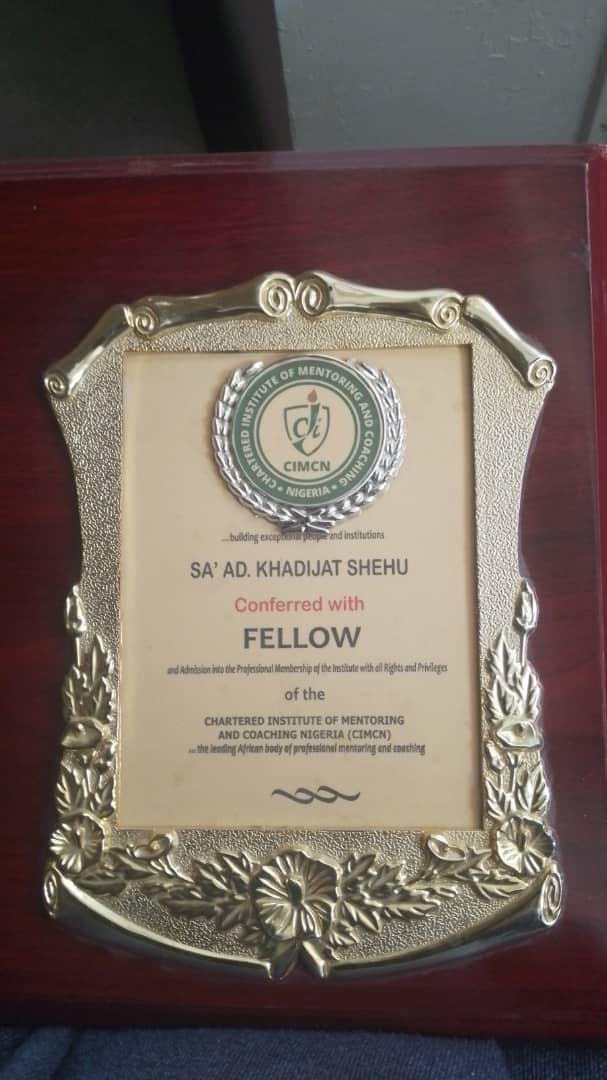 CHARTERED INSTITUTE OF MENTORING AND COACHING
Ci
CIMCN
NIGERIA
...building exceptional people and institutions
SA' AD. KHADIJAT SHEHU
Conferred with
FELLOW
and Admission into the Professional Membership of the Institute with all Rights and Privileges
of the
CHARTERED INSTITUTE OF MENTORING
AND COACHING NIGERIA (CIMCN)
...the leading African body of professional mentoring and coaching